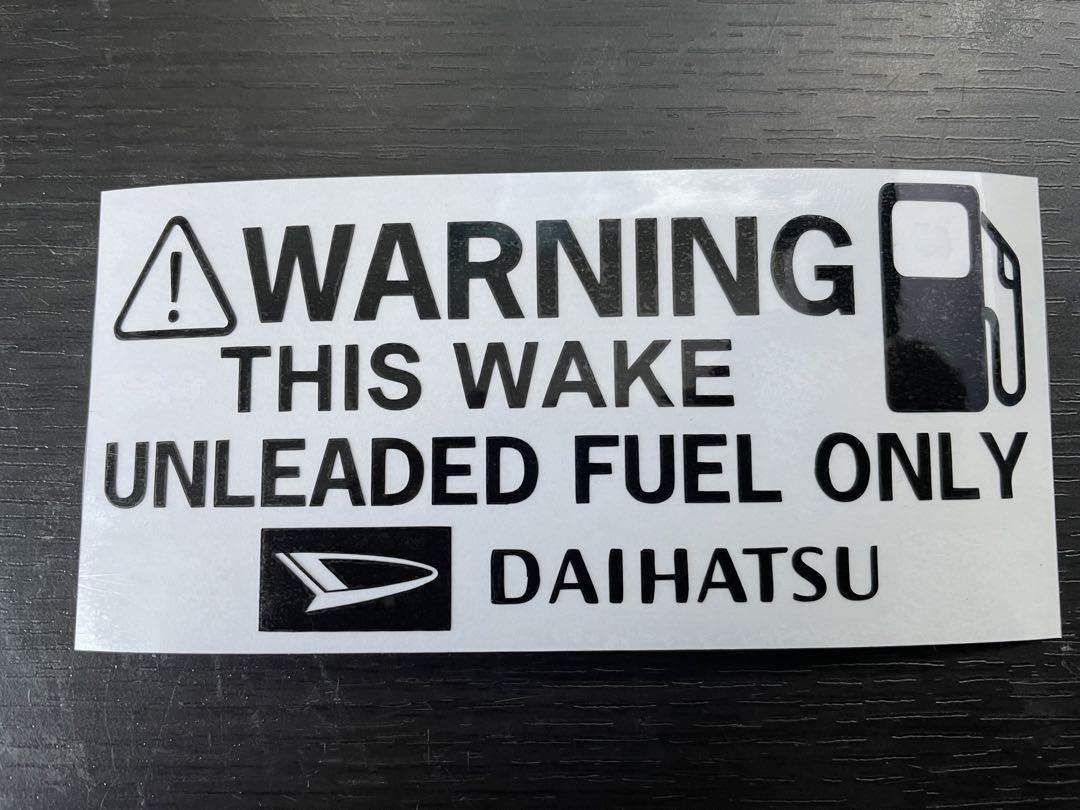 WARNING
THIS WAKE
UNLEADED FUEL ONLY
DAIHATSU